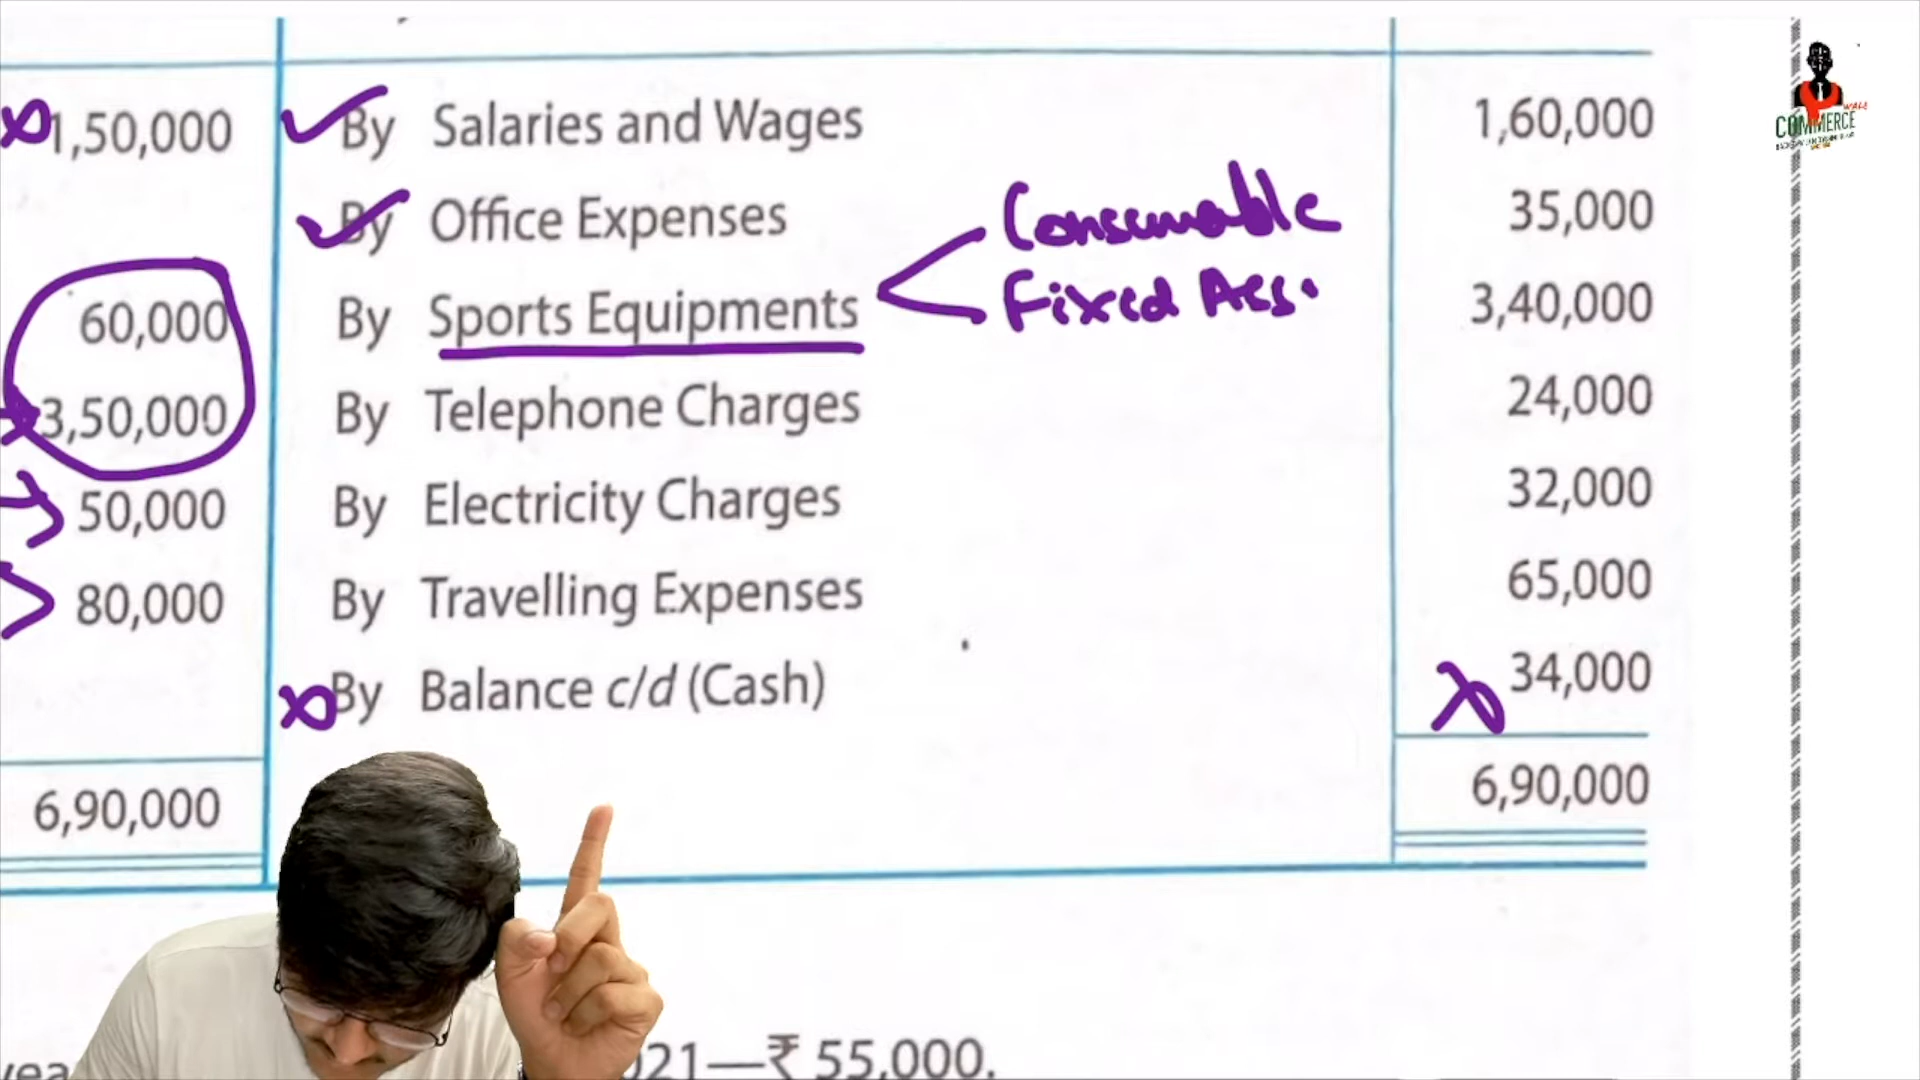 1,50,000 By Salaries and Wages 1,60,000
By Office Expenses Consumable 35,000
60,000 By Sports Equipments Fixed Ass. 3,40,000
3,50,000 By Telephone Charges 24,000
50,000 By Electricity Charges 32,000
80,000 By Travelling Expenses 65,000
By Balance c/d (Cash) 34,000
6,90,000 6,90,000
021—₹ 55,000.
COMMERCE
WALE